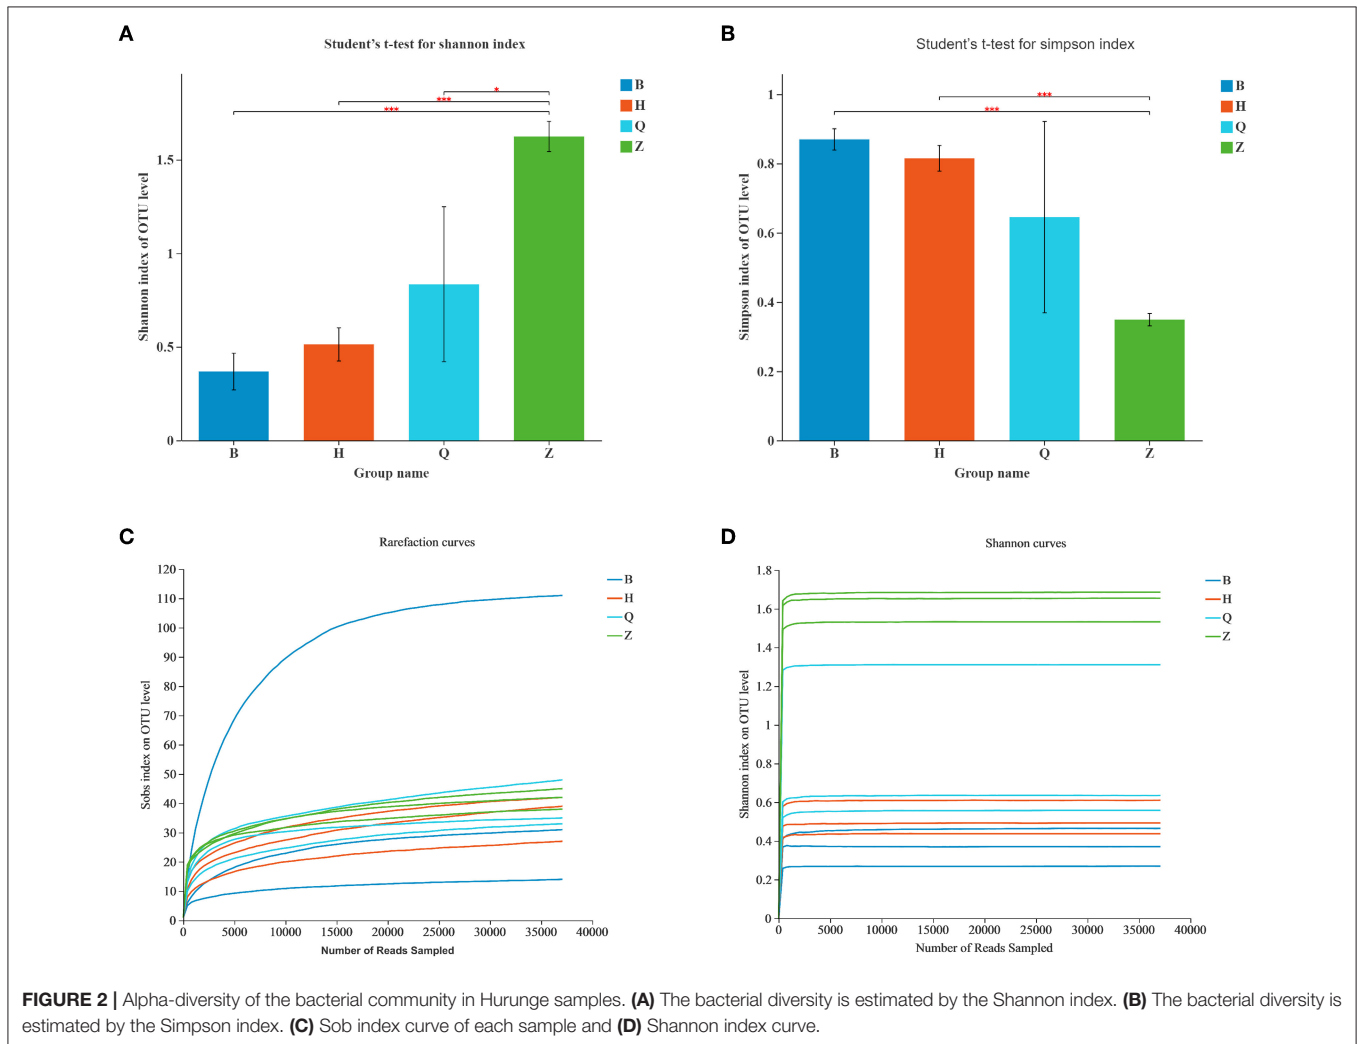 A
Student's t-test for shannon index
Shannon index of OTU level
1.5
1
0.5
0
*
***
***
B
H
Q
Z
Group name
B
H
Q
Z
B
Student's t-test for simpson index
Simpson index of OTU level
1
0.8
0.6
0.4
0.2
0
***
***
B
H
Q
Z
Group name
B
H
Q
Z
C
Rarefaction curves
Sobs index on OTU level
120
110
100
90
80
70
60
50
40
30
20
10
0
0 5000 10000 15000 20000 25000 30000 35000 40000
Number of Reads Sampled
B
H
Q
Z
D
Shannon curves
Shannon index on OTU level
1.8
1.6
1.4
1.2
1
0.8
0.6
0.4
0.2
0
0 5000 10000 15000 20000 25000 30000 35000 40000
Number of Reads Sampled
B
H
Q
Z
FIGURE 2 | Alpha-diversity of the bacterial community in Hurunge samples. (A) The bacterial diversity is estimated by the Shannon index. (B) The bacterial diversity is
estimated by the Simpson index. (C) Sob index curve of each sample and (D) Shannon index curve.